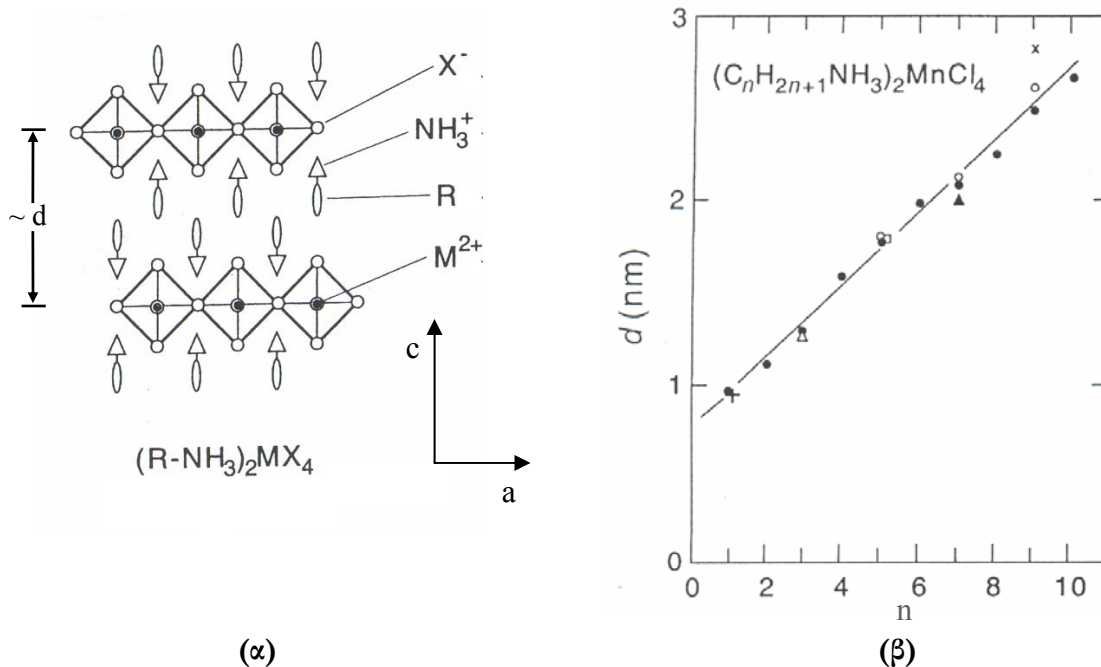 X⁻
NH₃⁺
R
M²⁺
~ d
c
a
(R-NH₃)₂MX₄
(α)
3
2
1
0
d (nm)
(CₙH₂ₙ₊₁NH₃)₂MnCl₄
0 2 4 6 8 10
n
(β)